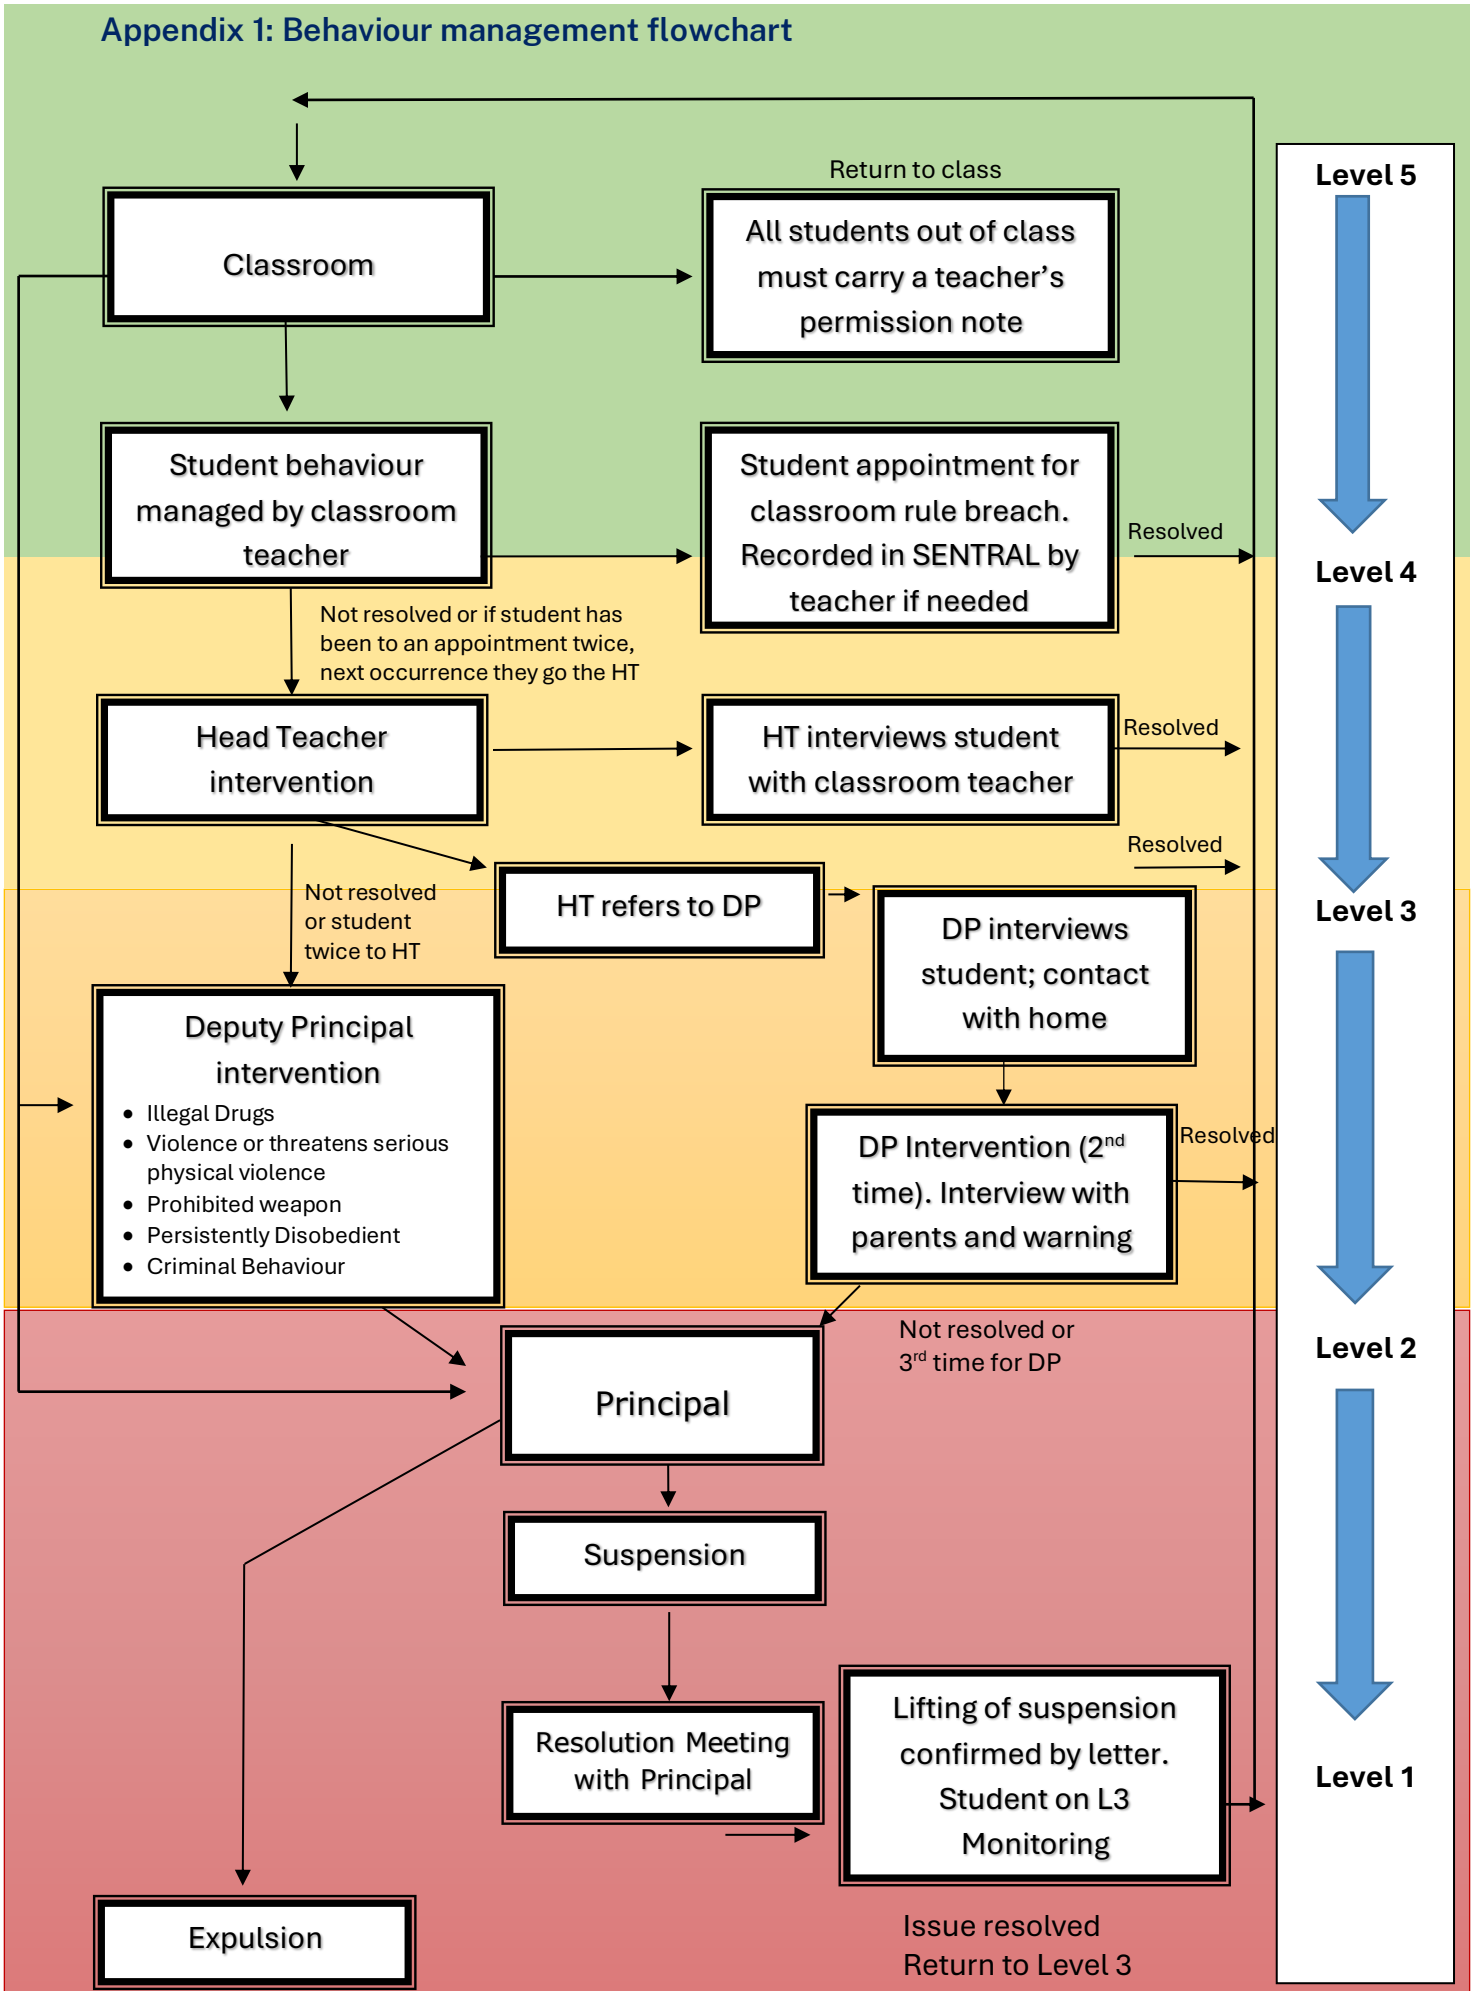 Appendix 1: Behaviour management flowchart
Return to class
Level 5
Classroom
All students out of class
must carry a teacher’s
permission note
Student behaviour
managed by classroom
teacher
Student appointment for
classroom rule breach.
Recorded in SENTRAL by
teacher if needed
Resolved
Level 4
Not resolved or if student has
been to an appointment twice,
next occurrence they go the HT
Head Teacher
intervention
HT interviews student
with classroom teacher
Resolved
Resolved
Not resolved
or student
twice to HT
HT refers to DP
Level 3
DP interviews
student; contact
with home
Deputy Principal
intervention
• Illegal Drugs
• Violence or threatens serious
physical violence
• Prohibited weapon
• Persistently Disobedient
• Criminal Behaviour
DP Intervention (2nd
time). Interview with
parents and warning
Resolved
Not resolved or
3rd time for DP
Level 2
Principal
Suspension
Resolution Meeting
with Principal
Lifting of suspension
confirmed by letter.
Student on L3
Monitoring
Level 1
Expulsion
Issue resolved
Return to Level 3